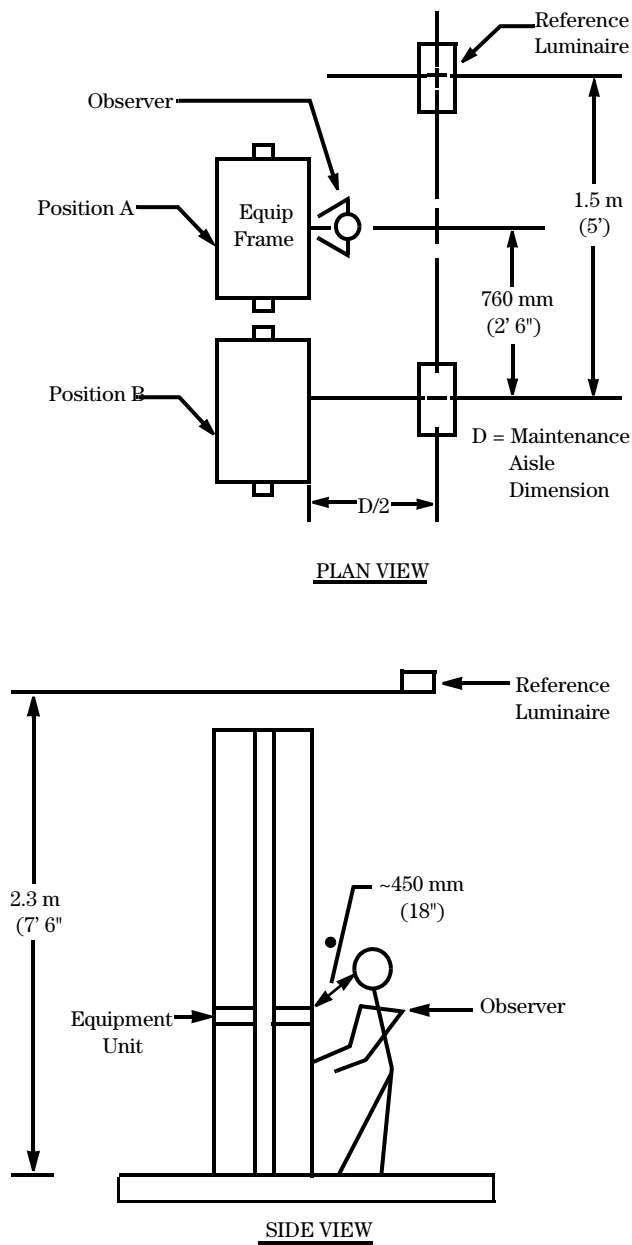 Reference
Luminaire
Observer
Position A
Equip
Frame
1.5 m
(5')
760 mm
(2' 6")
Position B
D = Maintenance
Aisle
Dimension
D/2
PLAN VIEW
Reference
Luminaire
~450 mm
(18")
2.3 m
(7' 6"
Observer
Equipment
Unit
SIDE VIEW